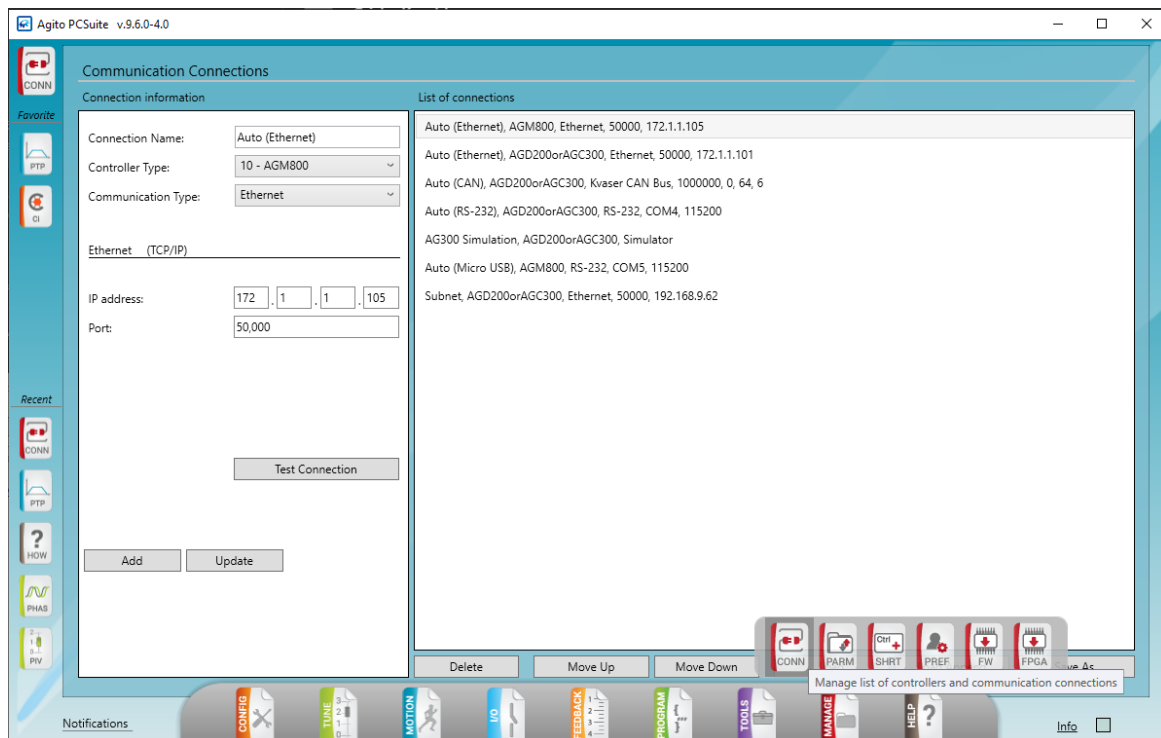 Agito PCSuite v.9.6.0-4.0
CONN
Favorite
PTP
CI
Recent
CONN
PTP
HOW
PHAS
PIV
Communication Connections
Connection information
Connection Name: Auto (Ethernet)
Controller Type: 10 - AGM800
Communication Type: Ethernet
Ethernet (TCP/IP)
IP address: 172 . 1 . 1 . 105
Port: 50,000
Test Connection
Add Update
List of connections
Auto (Ethernet), AGM800, Ethernet, 50000, 172.1.1.105
Auto (Ethernet), AGD200orAGC300, Ethernet, 50000, 172.1.1.101
Auto (CAN), AGD200orAGC300, Kvaser CAN Bus, 1000000, 0, 64, 6
Auto (RS-232), AGD200orAGC300, RS-232, COM4, 115200
AG300 Simulation, AGD200orAGC300, Simulator
Auto (Micro USB), AGM800, RS-232, COM5, 115200
Subnet, AGD200orAGC300, Ethernet, 50000, 192.168.9.62
Ctrl
CONN PARM SHRT PREF FW FPGA
Delete Move Up Move Down As
Manage list of controllers and communication connections
Notifications
CONFIG TUNE MOTION I/O FEEDBACK PROGRAM TOOLS MANAGE HELP
Info